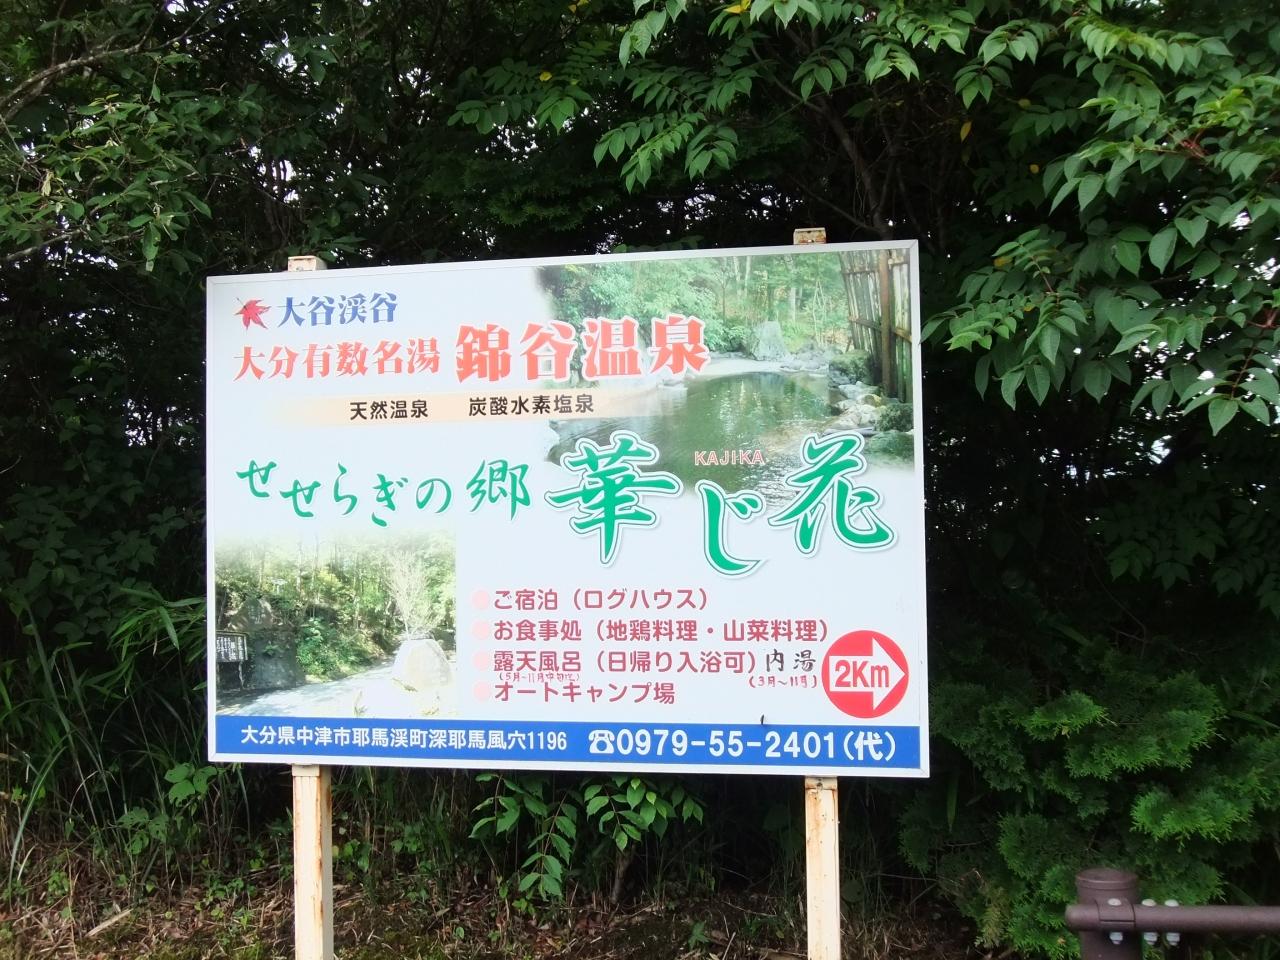 大谷渓谷
大分有数名湯 錦谷温泉
天然温泉 炭酸水素塩泉
せせらぎの郷 華じ花
KAJIKA
ご宿泊（ログハウス）
お食事処（地鶏料理・山菜料理）
露天風呂（日帰り入浴可）内湯
(3月～11月)
オートキャンプ場
2Km
大分県中津市耶馬渓町深耶馬風穴1196 ☎0979-55-2401（代）